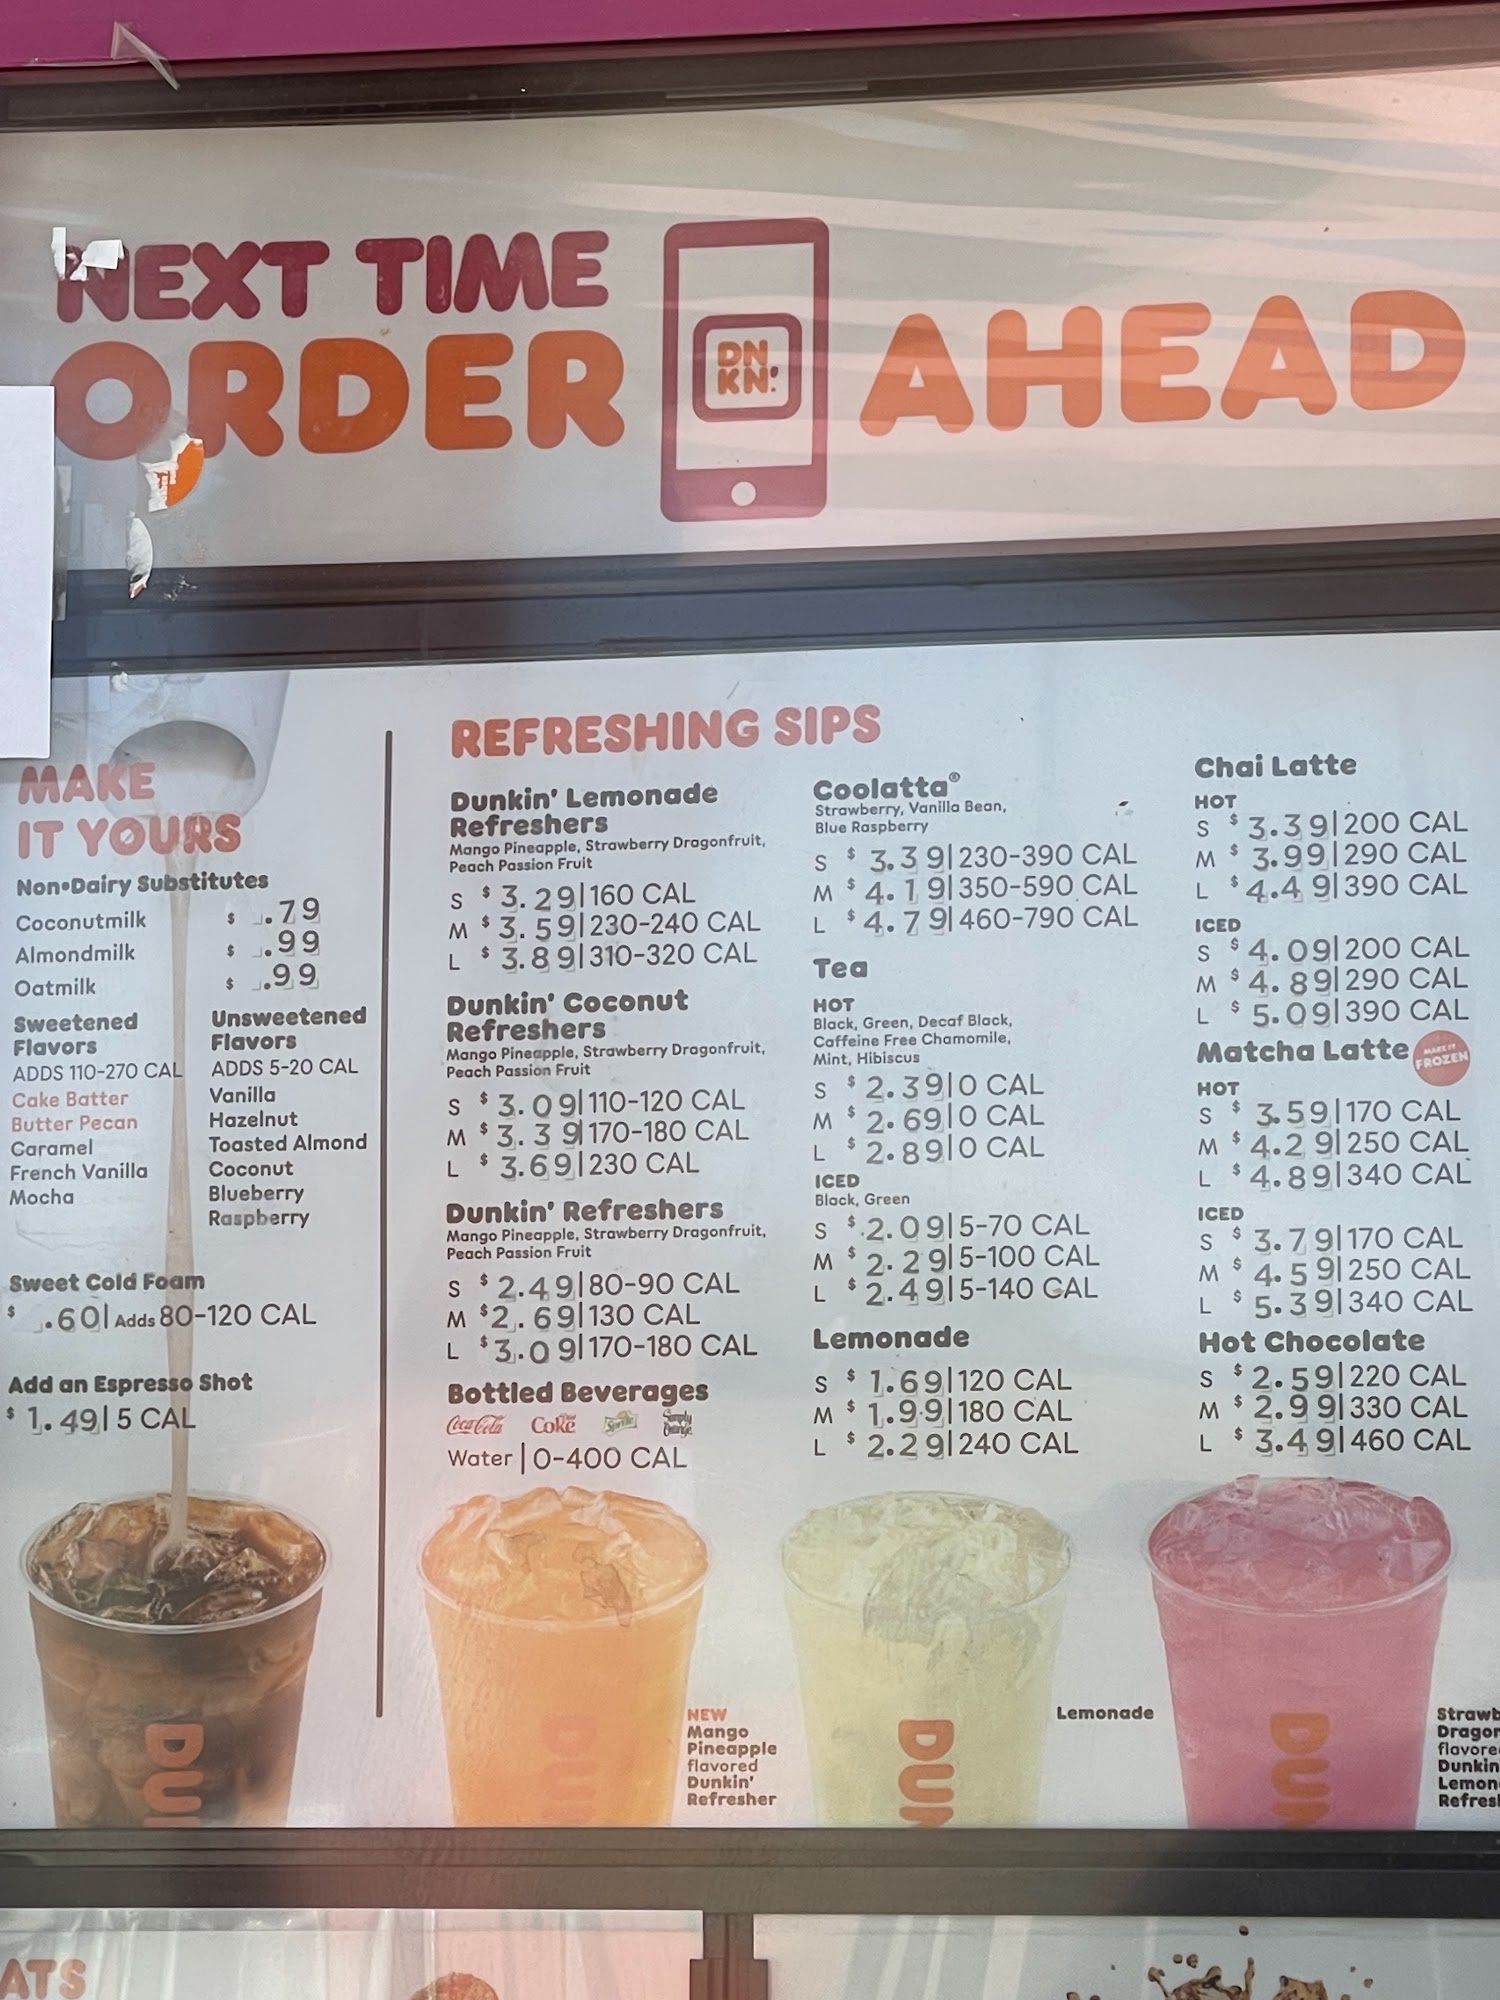 NEXT TIME
ORDER
DN
KN'
AHEAD
MAKE
IT YOURS
Non-Dairy Substitutes
Coconutmilk $ .79
Almondmilk $ .99
Oatmilk $ .99
Sweetened
Flavors
ADDS 110-270 CAL
Cake Batter
Butter Pecan
Caramel
French Vanilla
Mocha
Unsweetened
Flavors
ADDS 5-20 CAL
Vanilla
Hazelnut
Toasted Almond
Coconut
Blueberry
Raspberry
Sweet Cold Foam
$ .60| Adds 80-120 CAL
Add an Espresso Shot
$ 1.49| 5 CAL
REFRESHING SIPS
Dunkin' Lemonade
Refreshers
Mango Pineapple, Strawberry Dragonfruit,
Peach Passion Fruit
S $ 3.29|160 CAL
M $ 3.59|230-240 CAL
L $ 3.89|310-320 CAL
Dunkin' Coconut
Refreshers
Mango Pineapple, Strawberry Dragonfruit,
Peach Passion Fruit
S $ 3.09|110-120 CAL
M $ 3.39|170-180 CAL
L $ 3.69|230 CAL
Dunkin' Refreshers
Mango Pineapple, Strawberry Dragonfruit,
Peach Passion Fruit
S $ 2.49|80-90 CAL
M $ 2.69|130 CAL
L $ 3.09|170-180 CAL
Bottled Beverages
Coca-Cola Diet Coke Sprite Simply Orange
Water | 0-400 CAL
Coolatta®
Strawberry, Vanilla Bean,
Blue Raspberry
S $ 3.39|230-390 CAL
M $ 4.19|350-590 CAL
L $ 4.79|460-790 CAL
Tea
HOT
Black, Green, Decaf Black,
Caffeine Free Chamomile,
Mint, Hibiscus
S $ 2.39|0 CAL
M $ 2.69|0 CAL
L $ 2.89|0 CAL
ICED
Black, Green
S $ 2.09|5-70 CAL
M $ 2.29|5-100 CAL
L $ 2.49|5-140 CAL
Lemonade
S $ 1.69|120 CAL
M $ 1.99|180 CAL
L $ 2.29|240 CAL
Chai Latte
HOT
S $ 3.39|200 CAL
M $ 3.99|290 CAL
L $ 4.49|390 CAL
ICED
S $ 4.09|200 CAL
M $ 4.89|290 CAL
L $ 5.09|390 CAL
Matcha Latte
MAKE IT
FROZEN
HOT
S $ 3.59|170 CAL
M $ 4.29|250 CAL
L $ 4.89|340 CAL
ICED
S $ 3.79|170 CAL
M $ 4.59|250 CAL
L $ 5.39|340 CAL
Hot Chocolate
S $ 2.59|220 CAL
M $ 2.99|330 CAL
L $ 3.49|460 CAL
DUN
DUN
DUN
DUN
NEW
Mango
Pineapple
flavored
Dunkin'
Refresher
Lemonade
Strawb
Dragon
flavore
Dunkin
Lemon
Refres
ATS